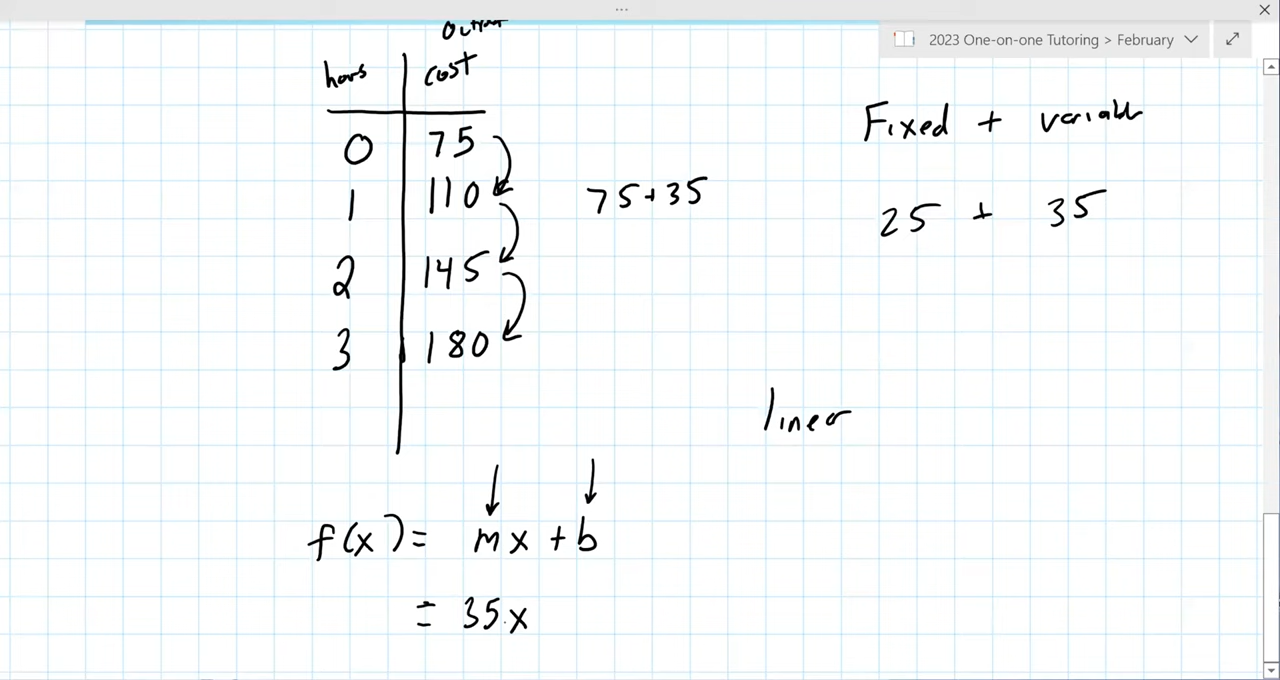 2023 One-on-one Tutoring > February
output
hours cost
0 75
1 110 75+35
2 145
3 180
Fixed + variable
25 + 35
linear
f(x) = mx + b
= 35x